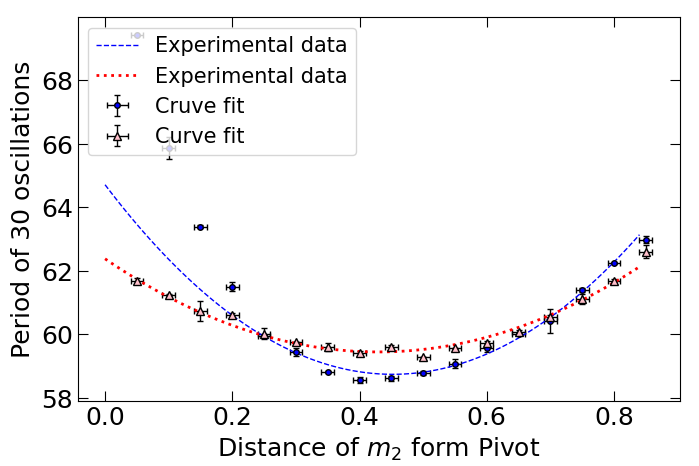 Experimental data
Experimental data
Cruve fit
Curve fit
68
66
64
62
60
58
0.0 0.2 0.4 0.6 0.8
Period of 30 oscillations
Distance of m₂ form Pivot